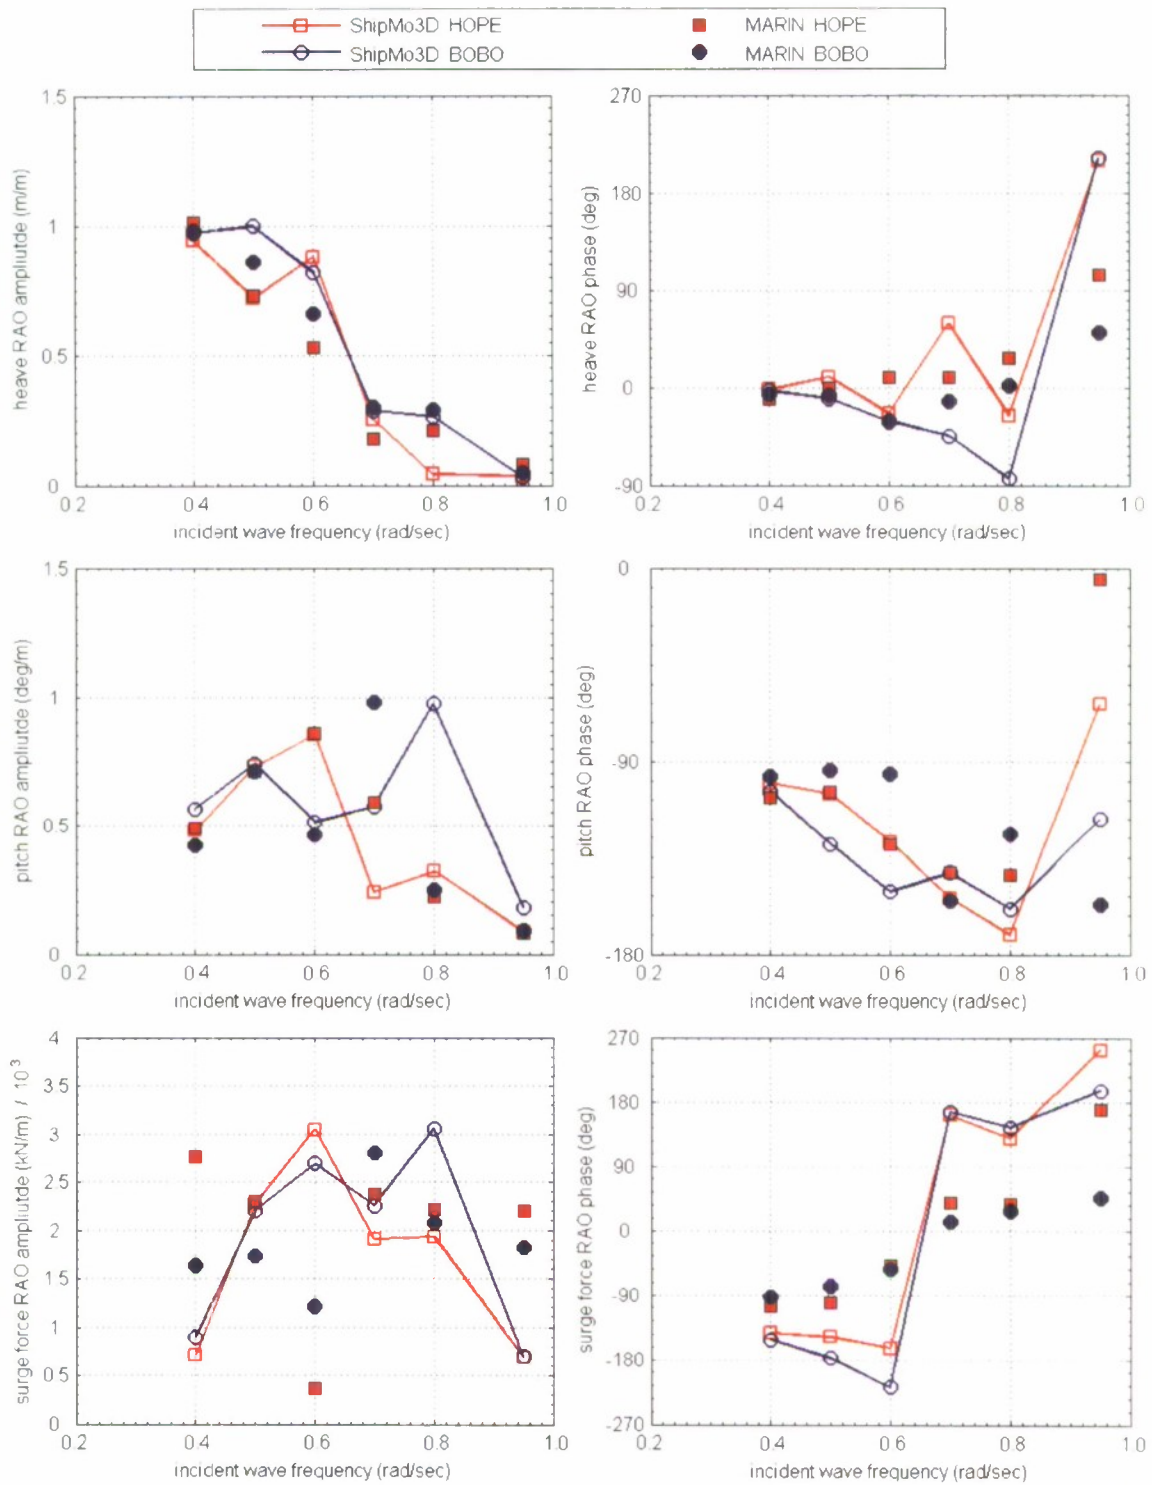 ShipMo3D HOPE MARIN HOPE
ShipMo3D BOBO MARIN BOBO
1.5
1
0.5
0
0.2 0.4 0.6 0.8 1.0
heave RAO ampliutde (m/m)
incident wave frequency (rad/sec)
270
180
90
0
-90
0.2 0.4 0.6 0.8 1.0
heave RAO phase (deg)
incident wave frequency (rad/sec)
1.5
1
0.5
0
0.2 0.4 0.6 0.8 1.0
pitch RAO ampliutde (deg/m)
incident wave frequency (rad/sec)
0
-90
-180
0.2 0.4 0.6 0.8 1.0
pitch RAO phase (deg)
incident wave frequency (rad/sec)
4
3.5
3
2.5
2
1.5
1
0.5
0
0.2 0.4 0.6 0.8 1.0
surge force RAO ampliutde (kN/m) / 10³
incident wave frequency (rad/sec)
270
180
90
0
-90
-180
-270
0.2 0.4 0.6 0.8 1.0
surge force RAO phase (deg)
incident wave frequency (rad/sec)